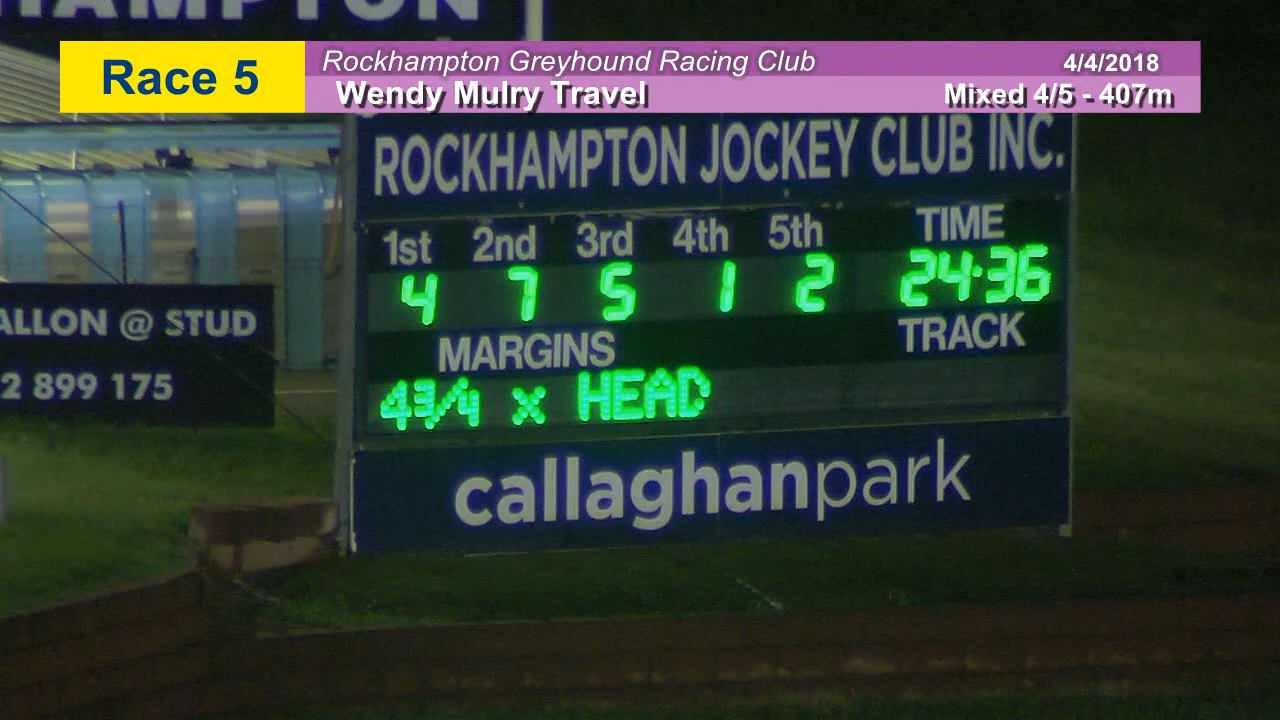 HAMPTON
Race 5
Rockhampton Greyhound Racing Club
4/4/2018
Wendy Mulry Travel
Mixed 4/5 - 407m
ROCKHAMPTON JOCKEY CLUB INC.
1st 2nd 3rd 4th 5th TIME
4 7 5 1 2 24·36
MARGINS TRACK
4¾ x HEAD
ALLON @ STUD
2 899 175
callaghanpark